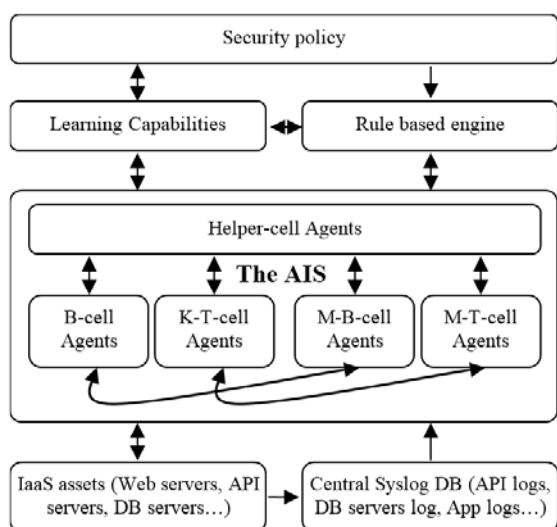 Security policy
Learning Capabilities
Rule based engine
Helper-cell Agents
The AIS
B-cell
Agents
K-T-cell
Agents
M-B-cell
Agents
M-T-cell
Agents
IaaS assets (Web servers, API
servers, DB servers…)
Central Syslog DB (API logs,
DB servers log, App logs…)